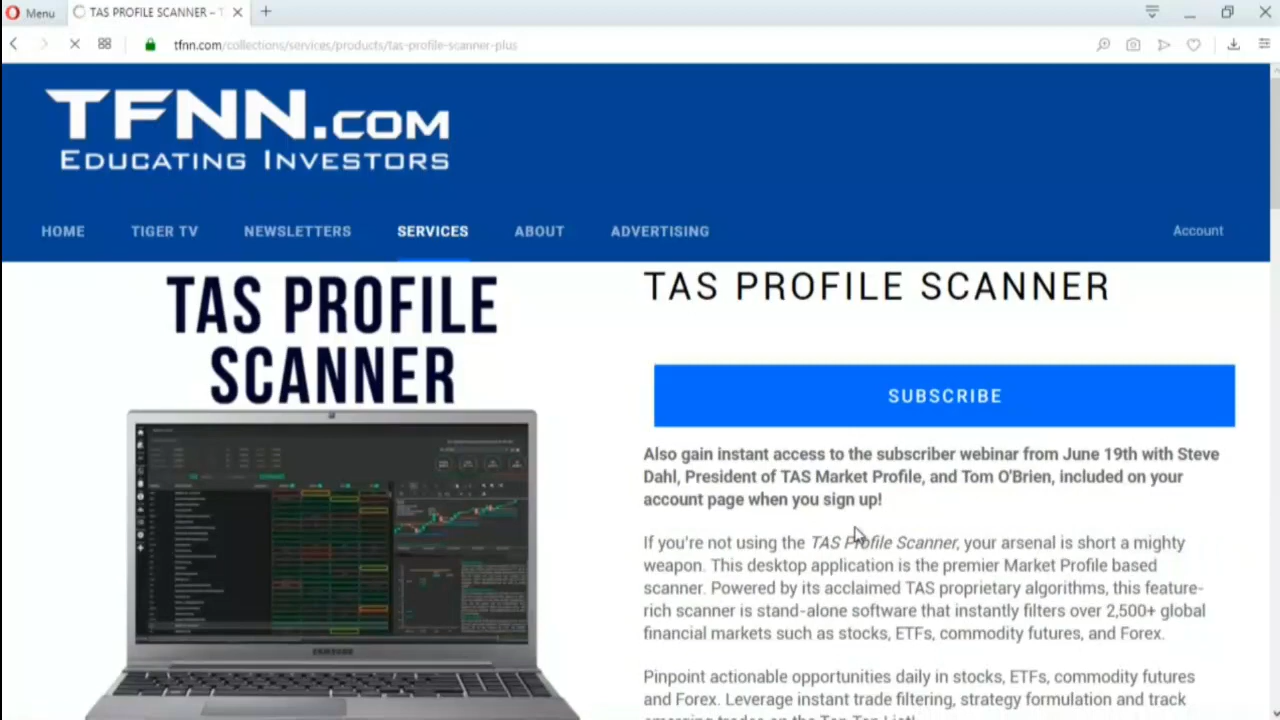 Menu
TAS PROFILE SCANNER - T
tfnn.com/collections/services/products/tas-profile-scanner-plus
TFNN.COM
EDUCATING INVESTORS
HOME TIGER TV NEWSLETTERS SERVICES ABOUT ADVERTISING Account
TAS PROFILE
SCANNER
SAMSUNG
TAS PROFILE SCANNER
SUBSCRIBE
Also gain instant access to the subscriber webinar from June 19th with Steve
Dahl, President of TAS Market Profile, and Tom O'Brien, included on your
account page when you sign up!
If you're not using the TAS Profile Scanner, your arsenal is short a mighty
weapon. This desktop application is the premier Market Profile based
scanner. Powered by its acclaimed TAS proprietary algorithms, this feature-
rich scanner is stand-alone software that instantly filters over 2,500+ global
financial markets such as stocks, ETFs, commodity futures, and Forex.
Pinpoint actionable opportunities daily in stocks, ETFs, commodity futures
and Forex. Leverage instant trade filtering, strategy formulation and track